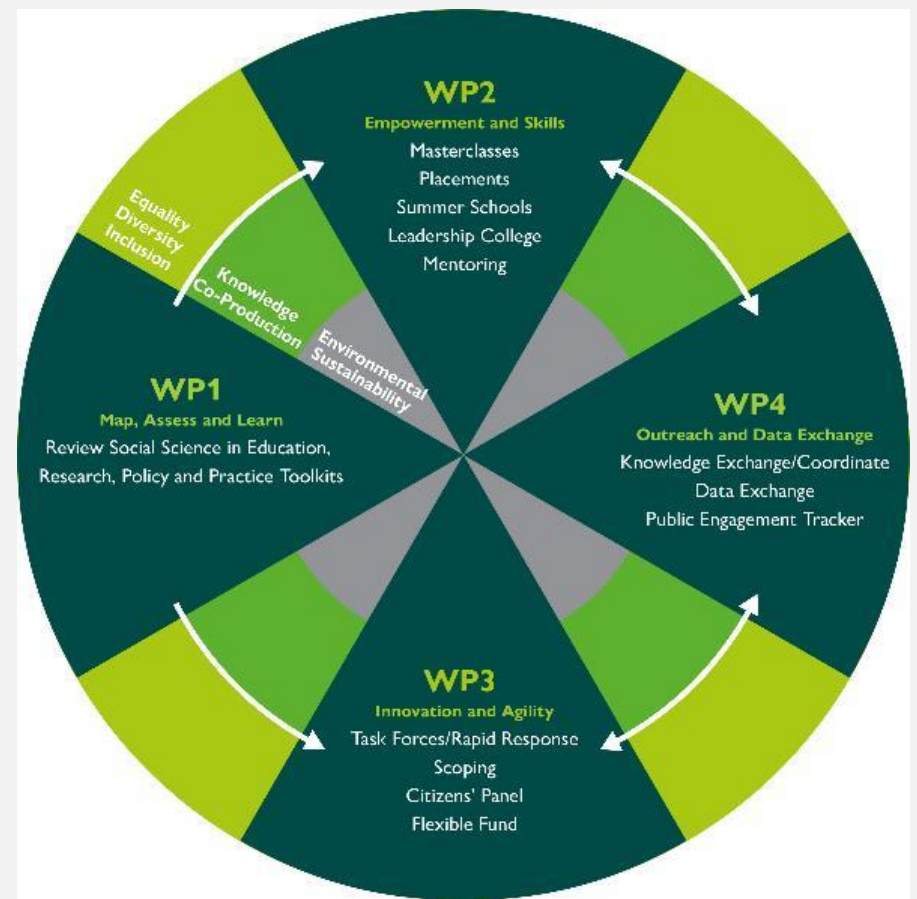 WP2
Empowerment and Skills
Masterclasses
Placements
Summer Schools
Leadership College
Mentoring
Equality
Diversity
Inclusion
Knowledge
Co-Production
Environmental
Sustainability
WP1
Map, Assess and Learn
Review Social Science in Education,
Research, Policy and Practice Toolkits
WP4
Outreach and Data Exchange
Knowledge Exchange/Coordinate
Data Exchange
Public Engagement Tracker
WP3
Innovation and Agility
Task Forces/Rapid Response
Scoping
Citizens' Panel
Flexible Fund